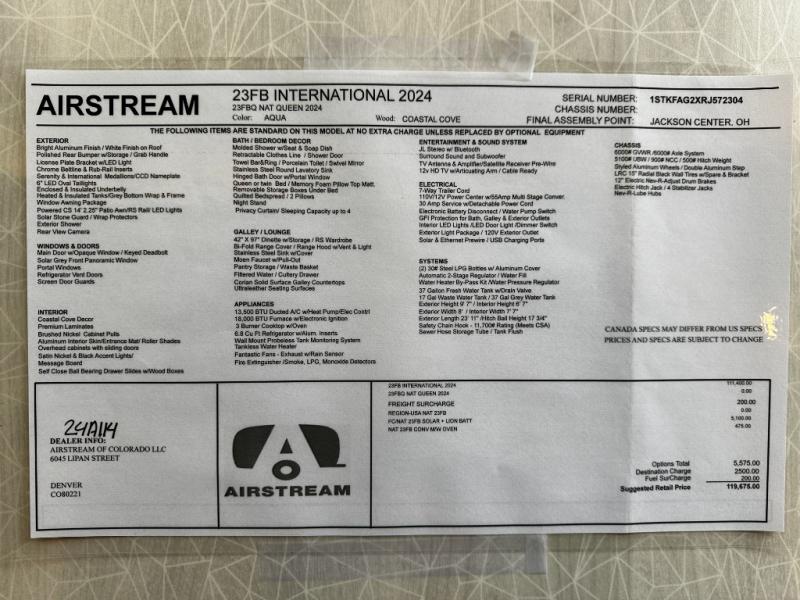 AIRSTREAM
23FB INTERNATIONAL 2024
23FBQ NAT QUEEN 2024
Color: AQUA Wood: COASTAL COVE
SERIAL NUMBER: 1STKFAG2XRJ572304
CHASSIS NUMBER:
FINAL ASSEMBLY POINT: JACKSON CENTER, OH
THE FOLLOWING ITEMS ARE STANDARD ON THIS MODEL AT NO EXTRA CHARGE UNLESS REPLACED BY OPTIONAL EQUIPMENT
EXTERIOR
Bright Aluminum Finish / White Finish on Roof
Polished Rear Bumper w/Storage / Grab Handle
License Plate Bracket w/LED Light
Chrome Beltline & Rub-Rail Inserts
Serenity & International Medallions/CCD Nameplate
6" LED Oval Taillights
Enclosed & Insulated Underbelly
Heated & Insulated Tanks/Grey Bottom Wrap & Frame
Window Awning Package
Powered CS 14' 2.25" Patio Awn/RS Rail/ LED Lights
Solar Stone Guard / Wrap Protectors
Exterior Shower
Rear View Camera
WINDOWS & DOORS
Main Door w/Opaque Window / Keyed Deadbolt
Solar Grey Front Panoramic Window
Portal Windows
Refrigerator Vent Doors
Screen Door Guards
INTERIOR
Coastal Cove Decor
Premium Laminates
Brushed Nickel Cabinet Pulls
Aluminum Interior Skin/Entrance Mat/ Roller Shades
Overhead cabinets with sliding doors
Satin Nickel & Black Accent Lights/
Message Board
Self Close Ball Bearing Drawer Slides w/Wood Boxes
BATH / BEDROOM DECOR
Molded Shower w/Seat & Soap Dish
Retractable Clothes Line / Shower Door
Towel Bar&Ring / Porcelain Toilet / Swivel Mirror
Stainless Steel Round Lavatory Sink
Hinged Bath Door w/Portal Window
Queen or twin Bed / Memory Foam Pillow Top Matt.
Removable Storage Boxes Under Bed
Quilted Bedspread / 2 Pillows
Night Stand
Privacy Curtain/ Sleeping Capacity up to 4
GALLEY / LOUNGE
42" X 97" Dinette w/Storage / RS Wardrobe
Bi-Fold Range Cover / Range Hood w/Vent & Light
Stainless Steel Sink w/Cover
Moen Faucet w/Pull-Out
Pantry Storage / Waste Basket
Filtered Water / Cutlery Drawer
Corian Solid Surface Galley Countertops
Ultraleather Seating Surfaces
APPLIANCES
13,500 BTU Ducted A/C w/Heat Pump/Elec Contrl
18,000 BTU Furnace w/Electronic Ignition
3 Burner Cooktop w/Oven
6.8 Cu Ft Refrigerator w/Alum. Inserts
Wall Mount Probeless Tank Monitoring System
Tankless Water Heater
Fantastic Fans - Exhaust w/Rain Sensor
Fire Extinguisher /Smoke, LPG, Monoxide Detectors
ENTERTAINMENT & SOUND SYSTEM
JL Stereo w/ Bluetooth
Surround Sound and Subwoofer
TV Antenna & Amplifier/Satellite Receiver Pre-Wire
12v HD TV w/Articulating Arm / Cable Ready
ELECTRICAL
7-Way Trailer Cord
110V/12V Power Center w/55Amp Multi Stage Conver.
30 Amp Service w/Detachable Power Cord
Electronic Battery Disconnect / Water Pump Switch
GFI Protection for Bath, Galley & Exterior Outlets
Interior LED Lights /LED Door Light /Dimmer Switch
Exterior Light Package / 120V Exterior Outlet
Solar & Ethernet Prewire / USB Charging Ports
SYSTEMS
(2) 30# Steel LPG Bottles w/ Aluminum Cover
Automatic 2-Stage Regulator / Water Fill
Water Heater By-Pass Kit /Water Pressure Regulator
37 Gallon Fresh Water Tank w/Drain Valve
17 Gal Waste Water Tank / 37 Gal Grey Water Tank
Exterior Height 9' 7" / Interior Height 6' 7"
Exterior Width 8' / Interior Width 7' 7"
Exterior Length 23' 11" /Hitch Ball Height 17 3/4"
Safety Chain Hook - 11,700# Rating (Meets CSA)
Sewer Hose Storage Tube / Tank Flush
CHASSIS
6000# GVWR /6000# Axle System
5100# UBW / 900# NCC / 500# Hitch Weight
Styled Aluminum Wheels / Double Aluminum Step
LRC 15" Radial Black Wall Tires w/Spare & Bracket
12" Electric Nev-R-Adjust Drum Brakes
Electric Hitch Jack / 4 Stabilizer Jacks
Nev-R-Lube Hubs
CANADA SPECS MAY DIFFER FROM US SPECS
PRICES AND SPECS ARE SUBJECT TO CHANGE
24A114
DEALER INFO:
AIRSTREAM OF COLORADO LLC
6045 LIPAN STREET
DENVER
CO80221
AIRSTREAM
23FB INTERNATIONAL 2024 111,400.00
23FBQ NAT QUEEN 2024 0.00
FREIGHT SURCHARGE 200.00
REGION-USA NAT 23FB 0.00
FG/NAT 23FB SOLAR + LION BATT 5,100.00
NAT 23FB CONV M/W OVEN 475.00
Options Total 5,575.00
Destination Charge 2500.00
Fuel SurCharge 200.00
Suggested Retail Price 119,675.00